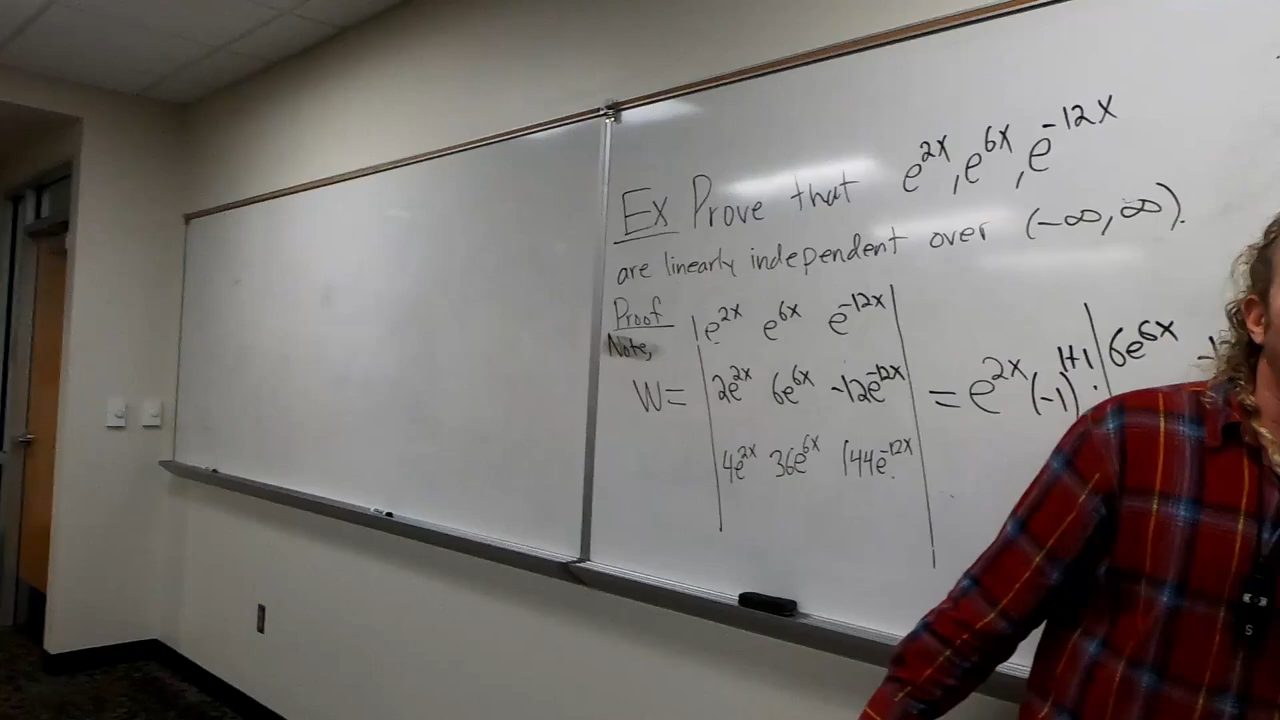 Ex Prove that e^{2x}, e^{6x}, e^{-12x}
are linearly independent over (-∞, ∞).
Proof
Note,
W = | e^{2x} e^{6x} e^{-12x} |
| 2e^{2x} 6e^{6x} -12e^{-12x} | = e^{2x} (-1)^{1+1} · | 6e^{6x}
| 4e^{2x} 36e^{6x} 144e^{-12x} |